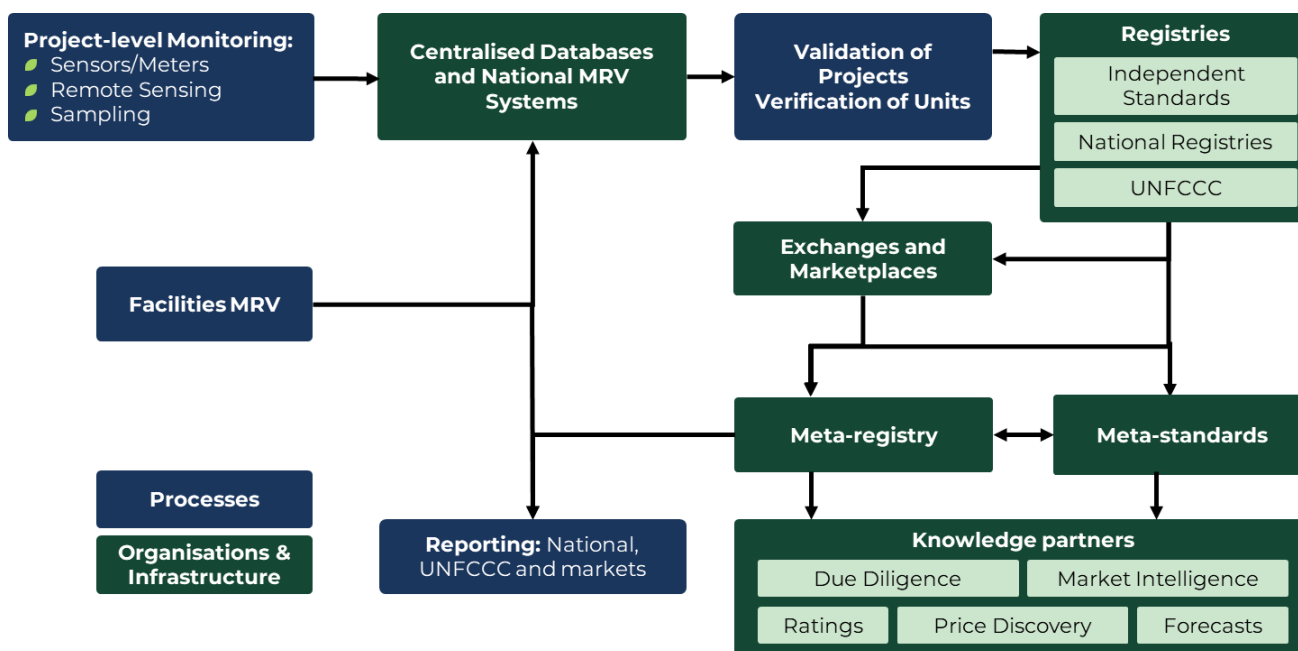 Project-level Monitoring:
Sensors/Meters
Remote Sensing
Sampling
Centralised Databases
and National MRV
Systems
Validation of
Projects
Verification of Units
Registries
Independent
Standards
National Registries
UNFCCC
Exchanges and
Marketplaces
Facilities MRV
Meta-registry
Meta-standards
Processes
Organisations &
Infrastructure
Reporting: National,
UNFCCC and markets
Knowledge partners
Due Diligence
Market Intelligence
Ratings
Price Discovery
Forecasts